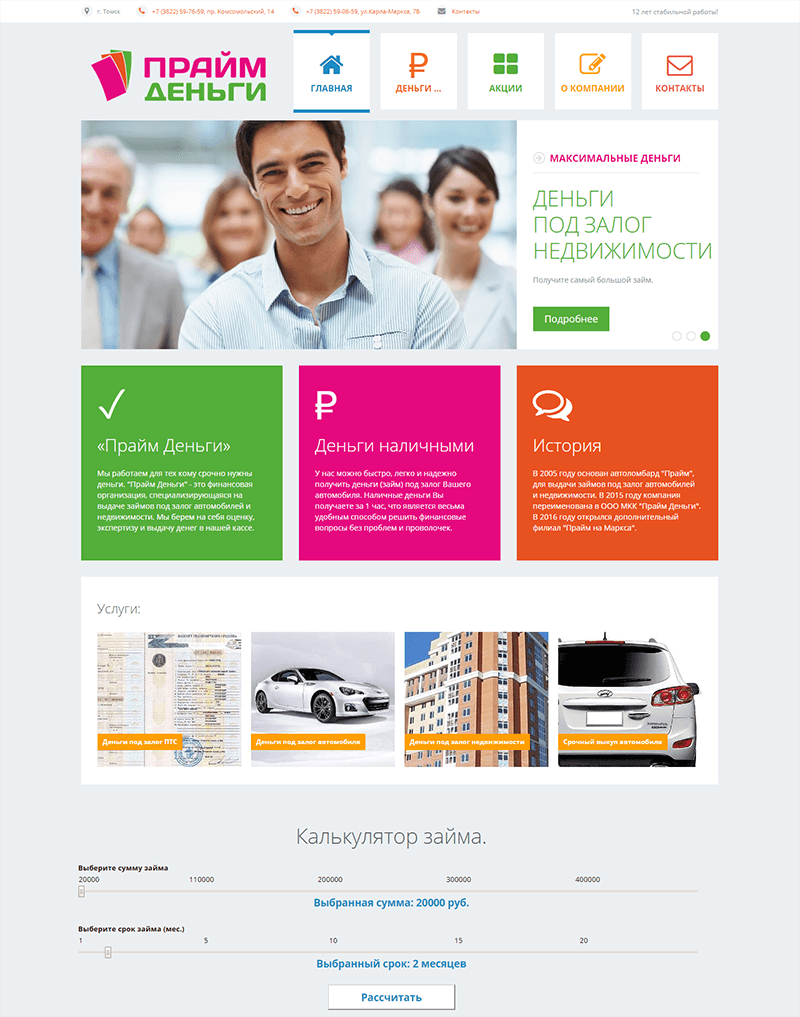 г. Томск
+7 (3822) 59-76-59, пр. Комсомольский, 14
+7 (3822) 59-06-59, ул.Карла-Маркса, 7Б
Контакты
12 лет стабильной работы!
ПРАЙМ
ДЕНЬГИ
ГЛАВНАЯ
ДЕНЬГИ ...
АКЦИИ
О КОМПАНИИ
КОНТАКТЫ
МАКСИМАЛЬНЫЕ ДЕНЬГИ
ДЕНЬГИ
ПОД ЗАЛОГ
НЕДВИЖИМОСТИ
Получите самый большой займ.
Подробнее
«Прайм Деньги»
Мы работаем для тех кому срочно нужны
деньги. "Прайм Деньги" - это финансовая
организация, специализирующаяся на
выдаче займов под залог автомобилей и
недвижимости. Мы берем на себя оценку,
экспертизу и выдачу денег в нашей кассе.
Деньги наличными
У нас можно быстро, легко и надежно
получить деньги (займ) под залог Вашего
автомобиля. Наличные деньги Вы
получаете за 1 час, что является весьма
удобным способом решить финансовые
вопросы без проблем и проволочек.
История
В 2005 году основан автоломбард "Прайм",
для выдачи займов под залог автомобилей
и недвижимости. В 2015 году компания
переименована в ООО МКК "Прайм Деньги".
В 2016 году открылся дополнительный
филиал "Прайм на Маркса".
Услуги:
Деньги под залог ПТС
Деньги под залог автомобиля
Деньги под залог недвижимости
Срочный выкуп автомобиля
Калькулятор займа.
Выберите сумму займа
20000 110000 200000 300000 400000
Выбранная сумма: 20000 руб.
Выберите срок займа (мес.)
1 5 10 15 20
Выбранный срок: 2 месяцев
Рассчитать